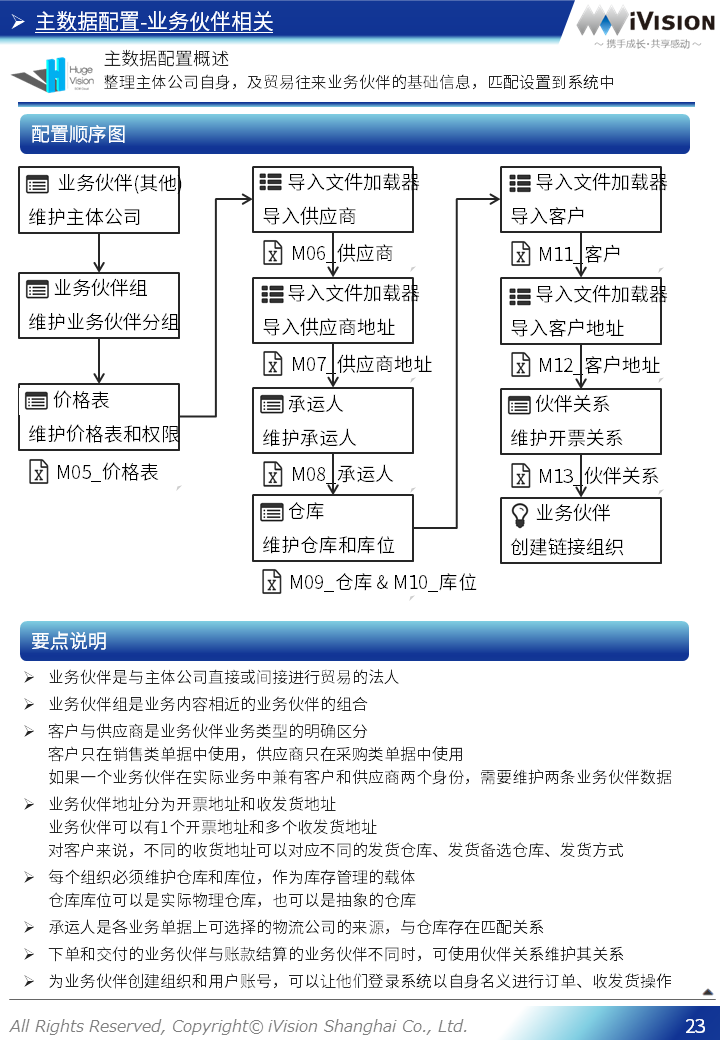 主数据配置-业务伙伴相关
iVISION
～携手成长·共享感动～
Huge
Vision
主数据配置概述
整理主体公司自身，及贸易往来业务伙伴的基础信息，匹配设置到系统中
配置顺序图
业务伙伴(其他)
维护主体公司
业务伙伴组
维护业务伙伴分组
价格表
维护价格表和权限
M05_价格表
导入文件加载器
导入供应商
M06_供应商
导入文件加载器
导入供应商地址
M07_供应商地址
承运人
维护承运人
M08_承运人
仓库
维护仓库和库位
M09_仓库 & M10_库位
导入文件加载器
导入客户
M11_客户
导入文件加载器
导入客户地址
M12_客户地址
伙伴关系
维护开票关系
M13_伙伴关系
业务伙伴
创建链接组织
要点说明
业务伙伴是与主体公司直接或间接进行贸易的法人
业务伙伴组是业务内容相近的业务伙伴的组合
客户与供应商是业务伙伴业务类型的明确区分
客户只在销售类单据中使用，供应商只在采购类单据中使用
如果一个业务伙伴在实际业务中兼有客户和供应商两个身份，需要维护两条业务伙伴数据
业务伙伴地址分为开票地址和收发货地址
业务伙伴可以有1个开票地址和多个收发货地址
对客户来说，不同的收货地址可以对应不同的发货仓库、发货备选仓库、发货方式
每个组织必须维护仓库和库位，作为库存管理的载体
仓库库位可以是实际物理仓库，也可以是抽象的仓库
承运人是各业务单据上可选择的物流公司的来源，与仓库存在匹配关系
下单和交付的业务伙伴与账款结算的业务伙伴不同时，可使用伙伴关系维护其关系
为业务伙伴创建组织和用户账号，可以让他们登录系统以自身名义进行订单、收发货操作
All Rights Reserved, Copyright© iVision Shanghai Co., Ltd.
23